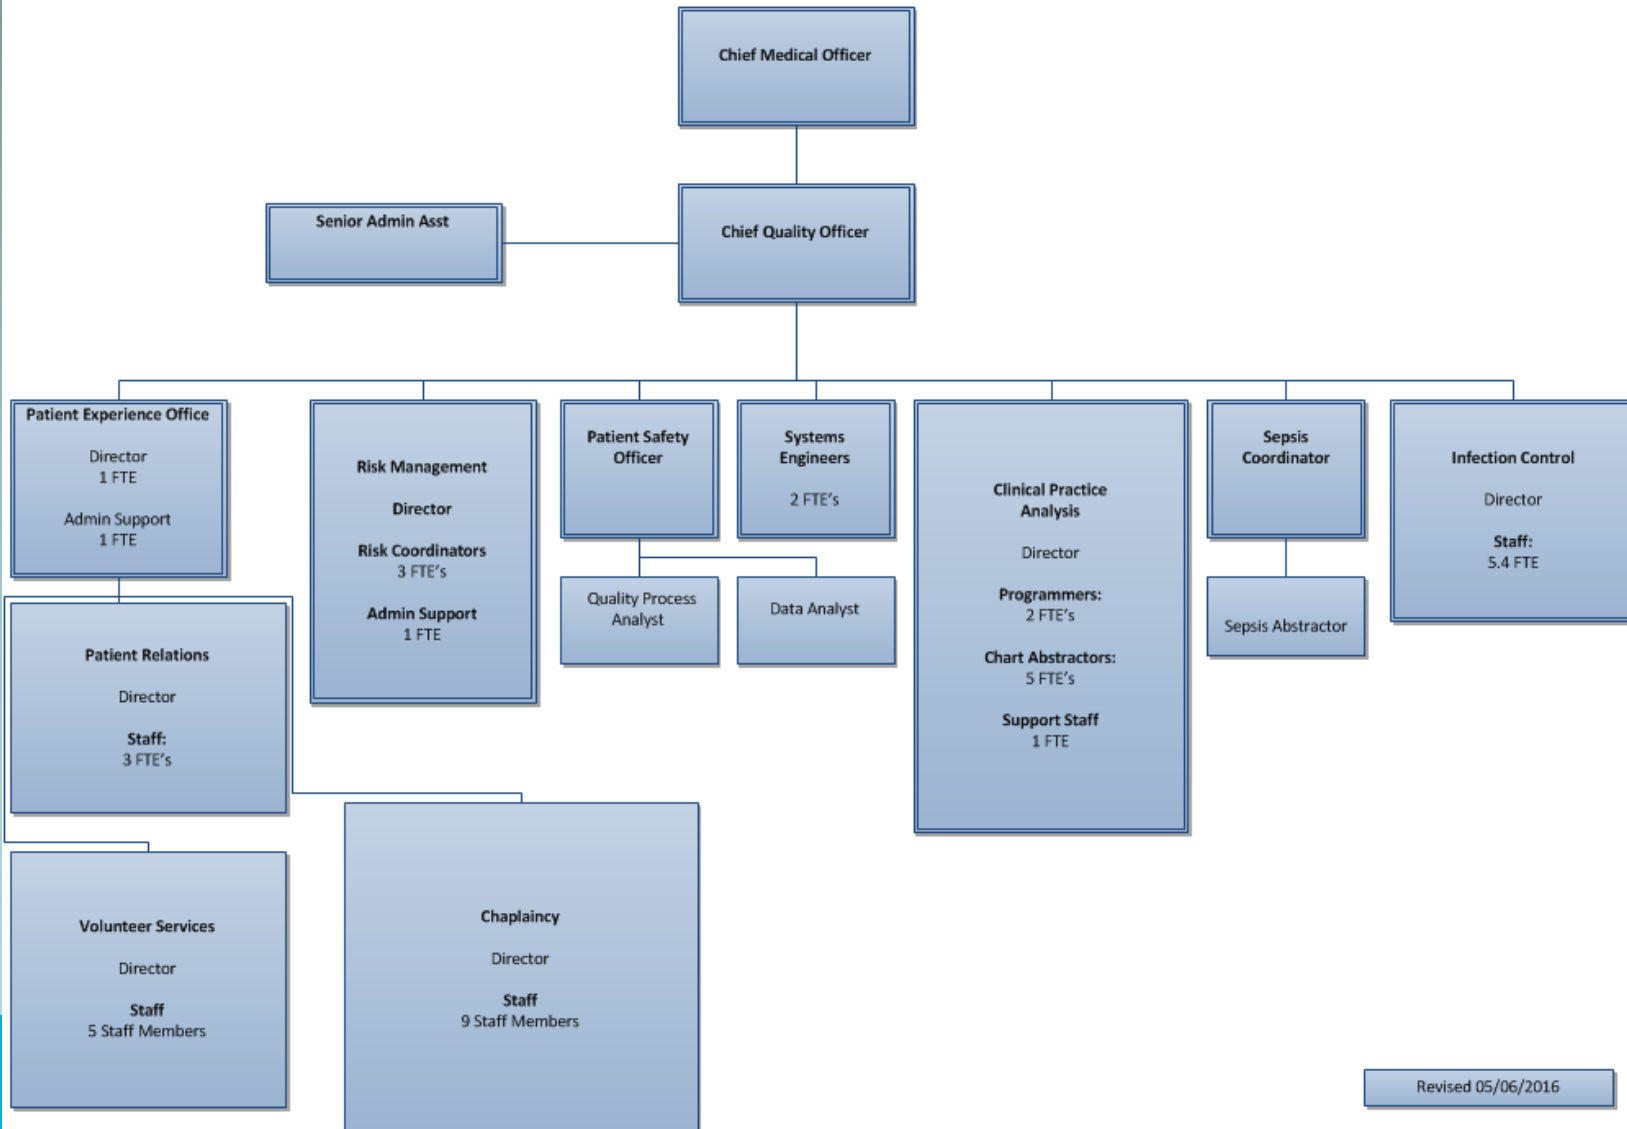 Chief Medical Officer
Senior Admin Asst
Chief Quality Officer
Patient Experience Office
Director
1 FTE
Admin Support
1 FTE
Risk Management
Director
Risk Coordinators
3 FTE's
Admin Support
1 FTE
Patient Safety
Officer
Systems
Engineers
2 FTE's
Clinical Practice
Analysis
Director
Programmers:
2 FTE's
Chart Abstractors:
5 FTE's
Support Staff
1 FTE
Sepsis
Coordinator
Infection Control
Director
Staff:
5.4 FTE
Quality Process
Analyst
Data Analyst
Sepsis Abstractor
Patient Relations
Director
Staff:
3 FTE's
Volunteer Services
Director
Staff
5 Staff Members
Chaplaincy
Director
Staff
9 Staff Members
Revised 05/06/2016